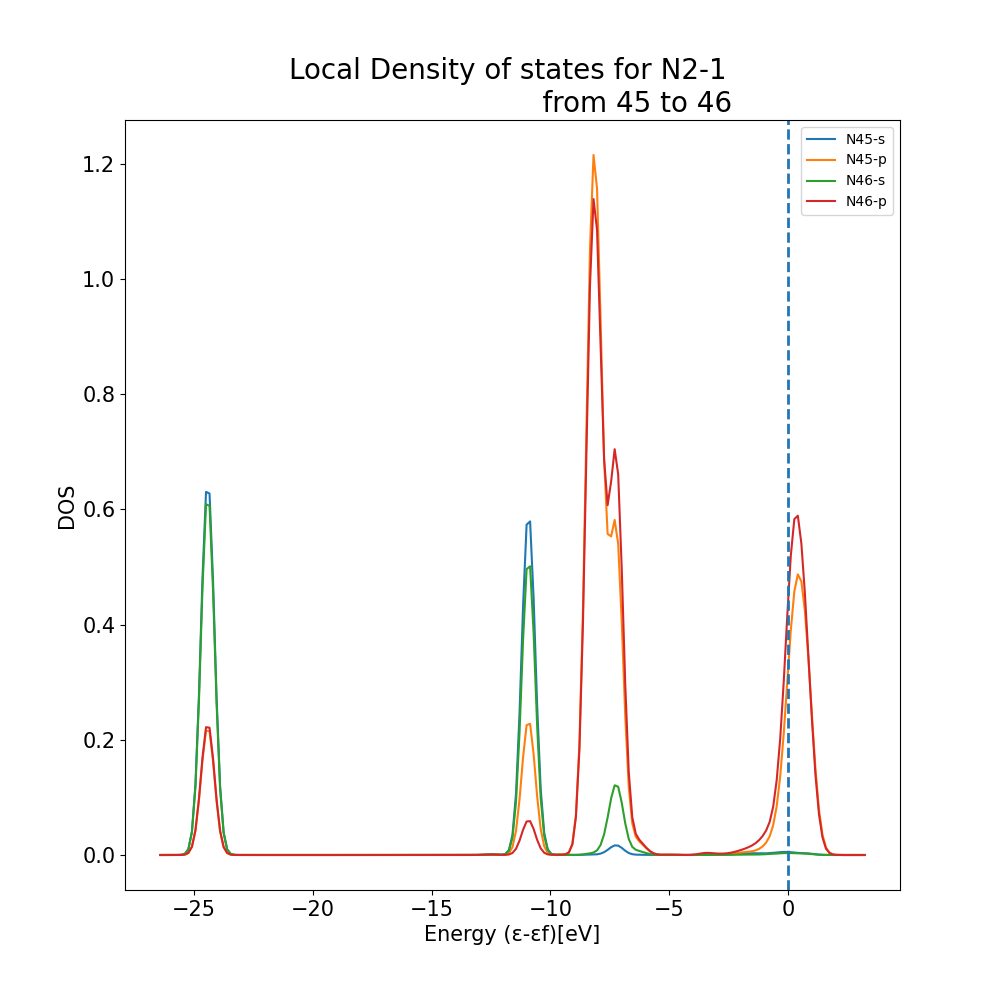 Local Density of states for N2-1
from 45 to 46
N45-s
N45-p
N46-s
N46-p
DOS
1.2
1.0
0.8
0.6
0.4
0.2
0.0
−25 −20 −15 −10 −5 0
Energy (ε-εf)[eV]